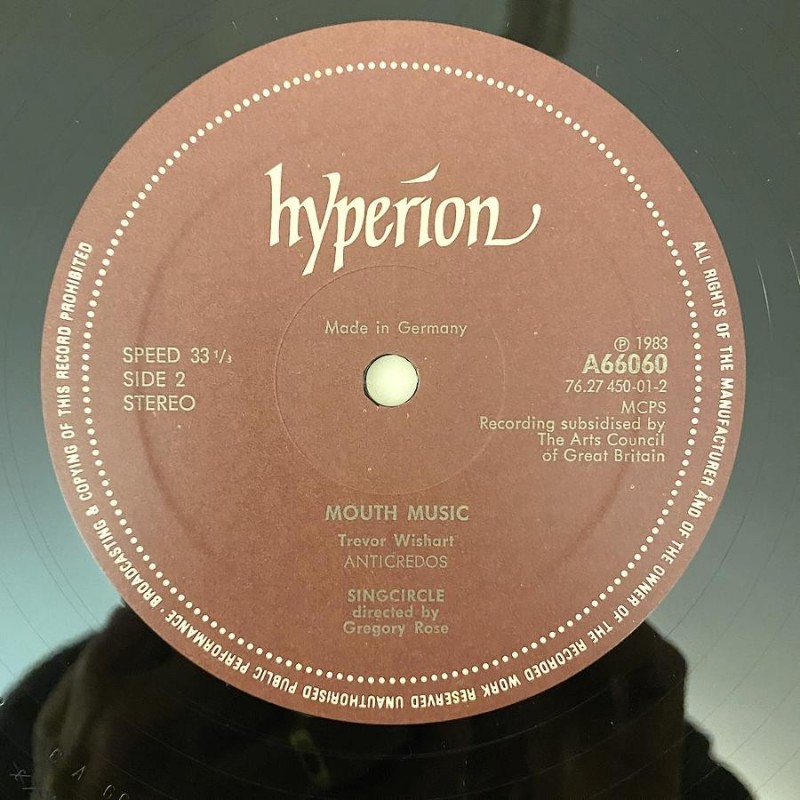 hyperion
Made in Germany
SPEED 33 1/3
SIDE 2
STEREO
℗ 1983
A66060
76.27 450-01-2
MCPS
Recording subsidised by
The Arts Council
of Great Britain
MOUTH MUSIC
Trevor Wishart
ANTICREDOS
SINGCIRCLE
directed by
Gregory Rose
ALL RIGHTS OF THE MANUFACTURER AND OF THE OWNER OF THE RECORDED WORK RESERVED UNAUTHORISED PUBLIC PERFORMANCE · BROADCASTING & COPYING OF THIS RECORD PROHIBITED